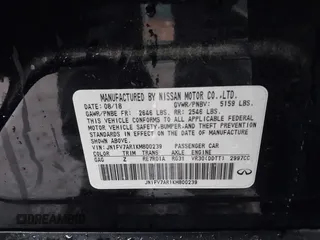 MANUFACTURED BY NISSAN MOTOR CO.,LTD.
DATE: 08/18 GVWR/PNBV: 5159 LBS.
GAWR/PNBE FR: 2646 LBS. RR: 2546 LBS.
THIS VEHICLE CONFORMS TO ALL APPLICABLE FEDERAL
MOTOR VEHICLE SAFETY,BUMPER,AND THEFT
PREVENTION STANDARDS IN EFFECT ON THE DATE OF MANUFACTURE
SHOWN ABOVE.
VIN: JN1FV7AR1KM800239 PASSENGER CAR
COLOR TRIM TRANS AXLE ENGINE
Z RE7R01A RG31 VR30(DDTT) 2997CC
JN1FV7AR1KM800239
INFINITI